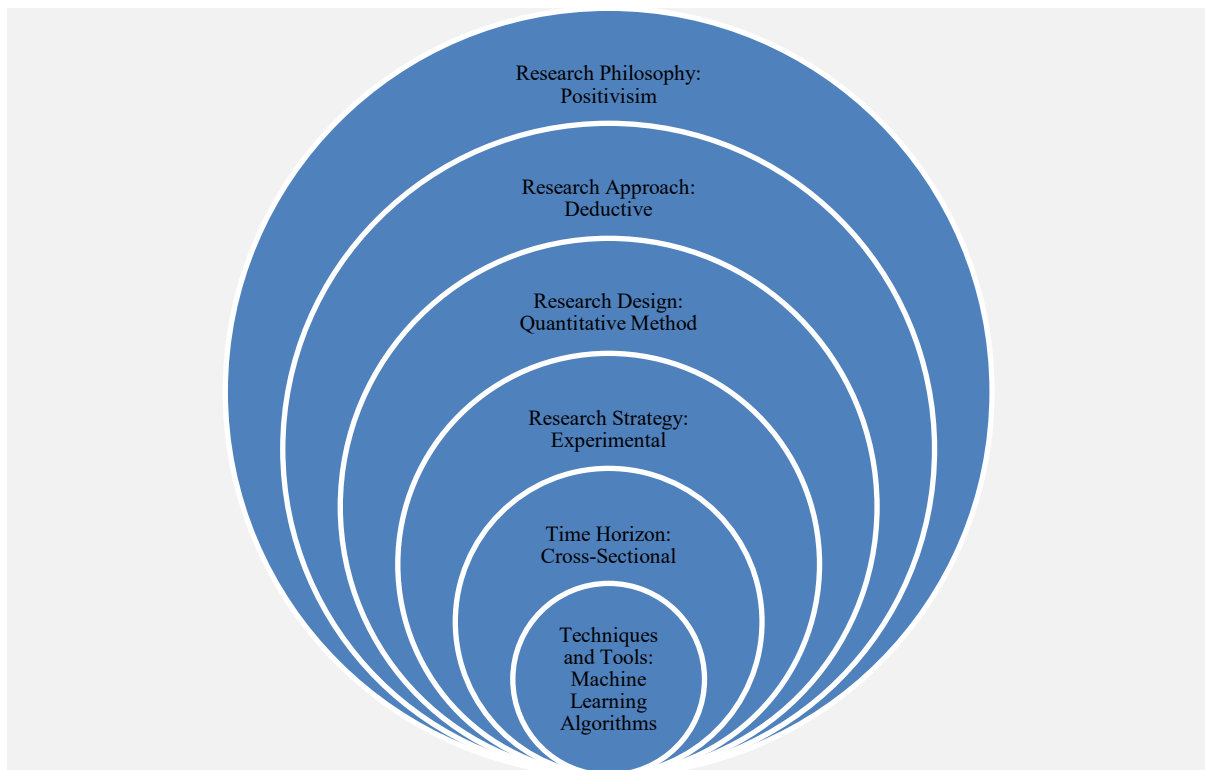 Research Philosophy:
Positivisim
Research Approach:
Deductive
Research Design:
Quantitative Method
Research Strategy:
Experimental
Time Horizon:
Cross-Sectional
Techniques
and Tools:
Machine
Learning
Algorithms